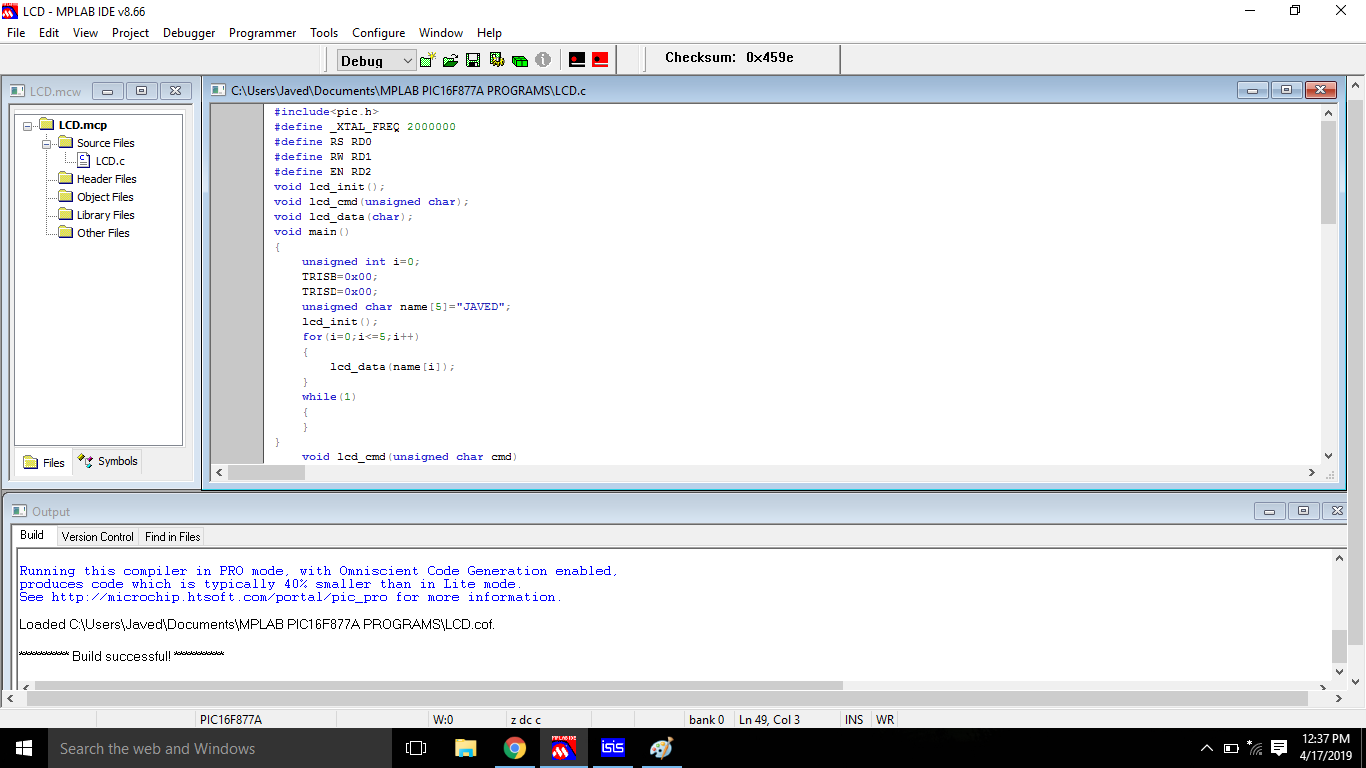 LCD - MPLAB IDE v8.66
File Edit View Project Debugger Programmer Tools Configure Window Help
Debug
Checksum: 0x459e
LCD.mcw
LCD.mcp
Source Files
LCD.c
Header Files
Object Files
Library Files
Other Files
Files Symbols
C:\Users\Javed\Documents\MPLAB PIC16F877A PROGRAMS\LCD.c
#include<pic.h>
#define _XTAL_FREQ 2000000
#define RS RD0
#define RW RD1
#define EN RD2
void lcd_init();
void lcd_cmd(unsigned char);
void lcd_data(char);
void main()
{
unsigned int i=0;
TRISB=0x00;
TRISD=0x00;
unsigned char name[5]="JAVED";
lcd_init();
for(i=0;i<=5;i++)
{
lcd_data(name[i]);
}
while(1)
{
}
}
void lcd_cmd(unsigned char cmd)
Output
Build Version Control Find in Files
Running this compiler in PRO mode, with Omniscient Code Generation enabled,
produces code which is typically 40% smaller than in Lite mode.
See http://microchip.htsoft.com/portal/pic_pro for more information.
Loaded C:\Users\Javed\Documents\MPLAB PIC16F877A PROGRAMS\LCD.cof.
********** Build successful! **********
PIC16F877A W:0 z dc c bank 0 Ln 49, Col 3 INS WR
Search the web and Windows
MPLAB IDE
isis
12:37 PM
4/17/2019